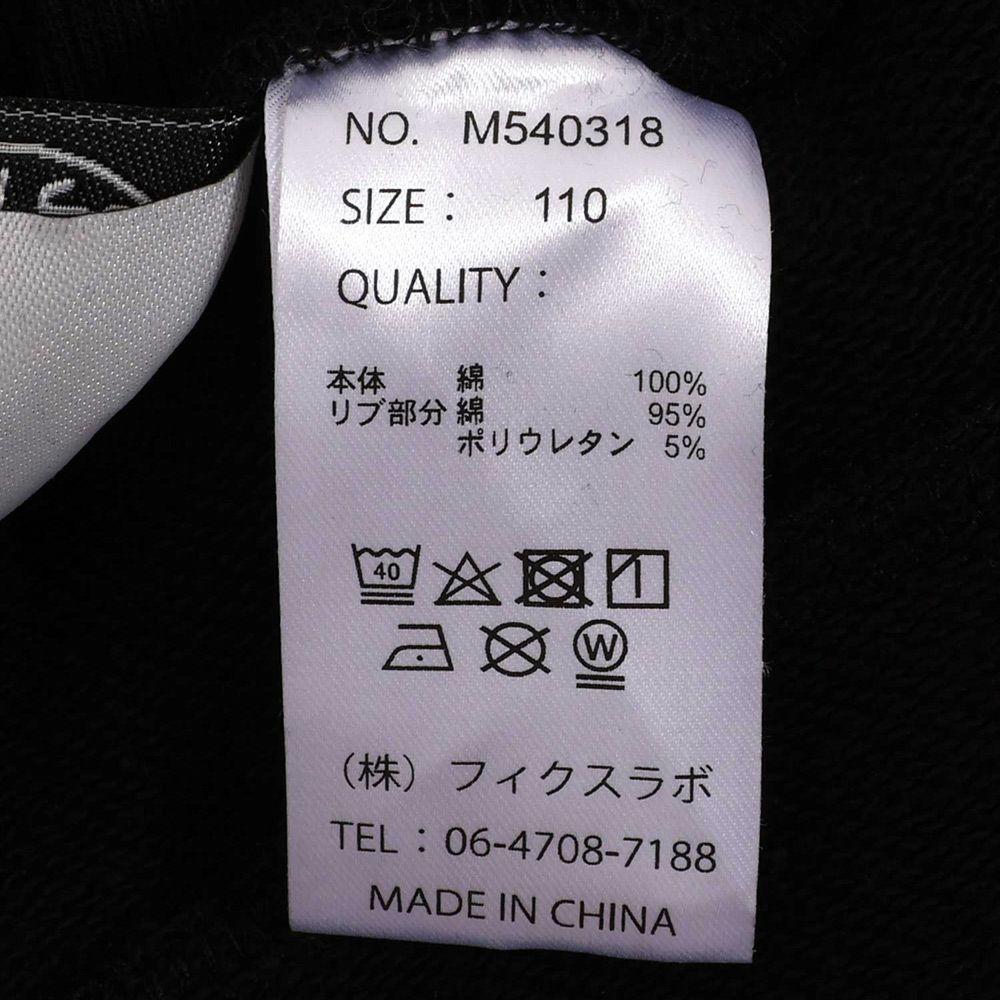 NO. M540318
SIZE： 110
QUALITY：
本体 綿 100%
リブ部分 綿 95%
ポリウレタン 5%
40
W
（株）フィクスラボ
TEL：06-4708-7188
MADE IN CHINA